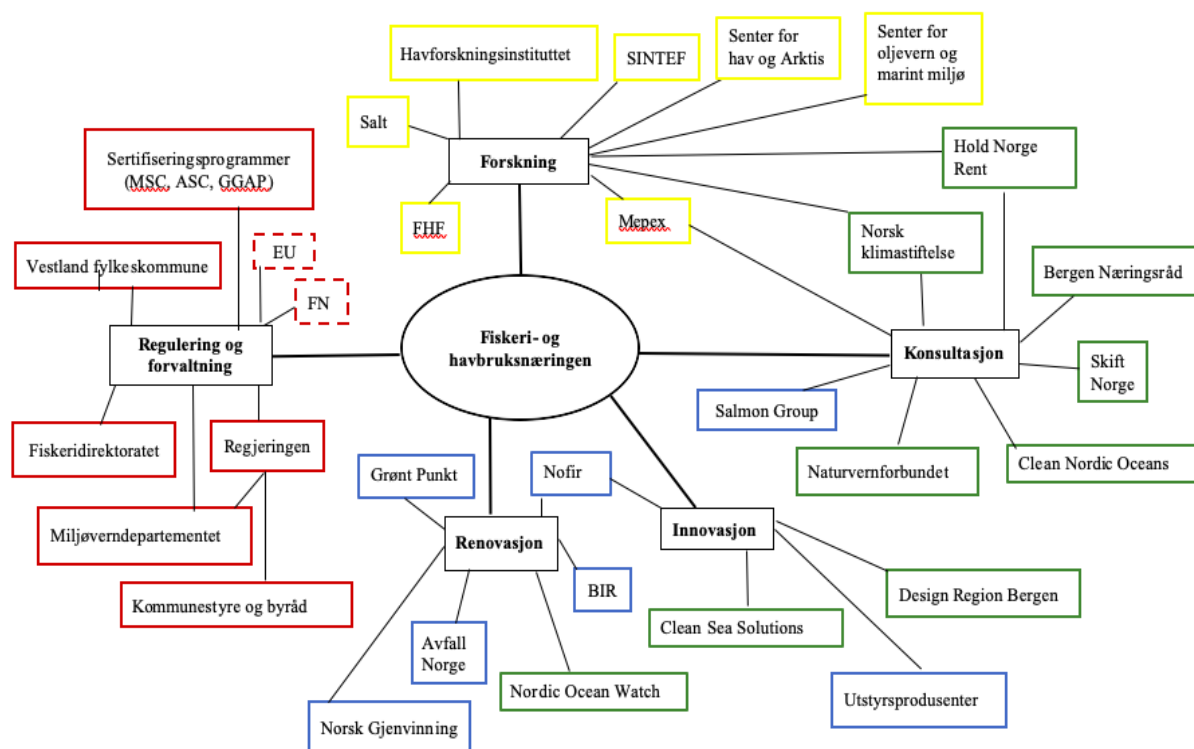 Havforskningsinstituttet
SINTEF
Senter for
hav og Arktis
Senter for
oljevern og
marint miljø
Salt
Forskning
Hold Norge
Rent
Sertifiseringsprogrammer
(MSC, ASC, GGAP)
FHF
Mepex
Norsk
klimastiftelse
Vestland fylkeskommune
EU
FN
Bergen Næringsråd
Regulering og
forvaltning
Fiskeri- og
havbruksnæringen
Konsultasjon
Skift
Norge
Salmon Group
Fiskeridirektoratet
Regjeringen
Naturvernforbundet
Clean Nordic Oceans
Grønt Punkt
Nofir
Miljøverndepartementet
Renovasjon
Innovasjon
BIR
Kommunestyre og byråd
Design Region Bergen
Clean Sea Solutions
Avfall
Norge
Nordic Ocean Watch
Utstyrsprodusenter
Norsk Gjenvinning